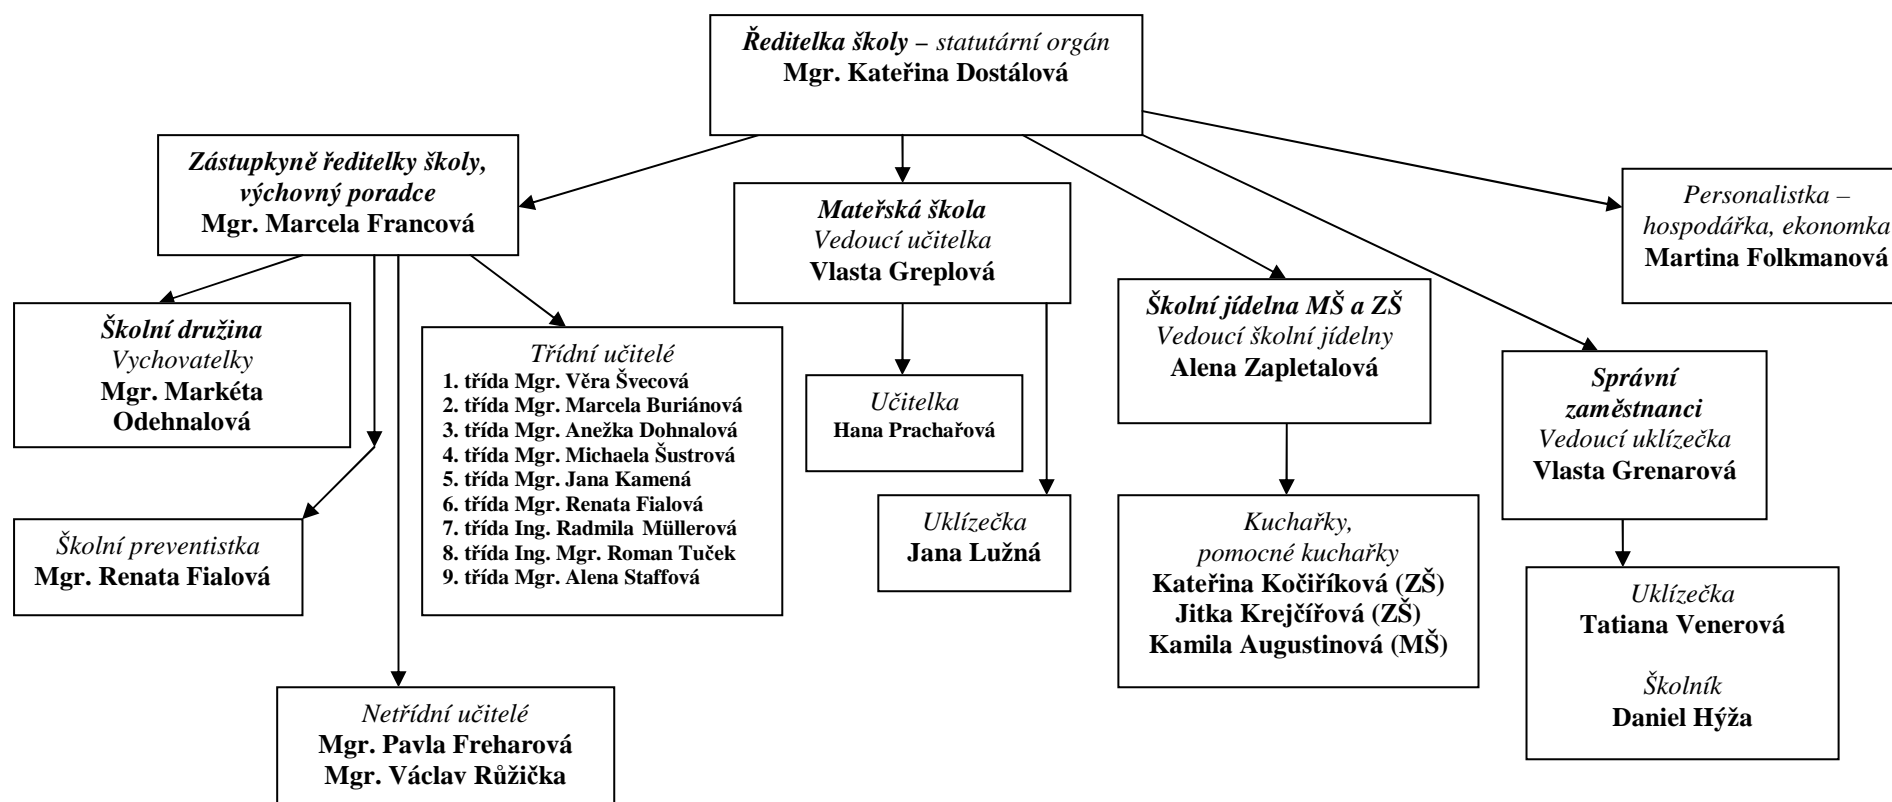 Ředitelka školy – statutární orgán
Mgr. Kateřina Dostálová
Zástupkyně ředitelky školy,
výchovný poradce
Mgr. Marcela Francová
Mateřská škola
Vedoucí učitelka
Vlasta Greplová
Personalistka –
hospodářka, ekonomka
Martina Folkmanová
Školní jídelna MŠ a ZŠ
Vedoucí školní jídelny
Alena Zapletalová
Školní družina
Vychovatelky
Mgr. Markéta
Odehnalová
Třídní učitelé
1. třída Mgr. Věra Švecová
2. třída Mgr. Marcela Buriánová
3. třída Mgr. Anežka Dohnalová
4. třída Mgr. Michaela Šustrová
5. třída Mgr. Jana Kamená
6. třída Mgr. Renata Fialová
7. třída Ing. Radmila Müllerová
8. třída Ing. Mgr. Roman Tuček
9. třída Mgr. Alena Staffová
Učitelka
Hana Prachařová
Správní
zaměstnanci
Vedoucí uklízečka
Vlasta Grenarová
Školní preventistka
Mgr. Renata Fialová
Uklízečka
Jana Lužná
Kuchařky,
pomocné kuchařky
Kateřina Kočiříková (ZŠ)
Jitka Krejčířová (ZŠ)
Kamila Augustinová (MŠ)
Uklízečka
Tatiana Venerová
Školník
Daniel Hýža
Netřídní učitelé
Mgr. Pavla Freharová
Mgr. Václav Růžička